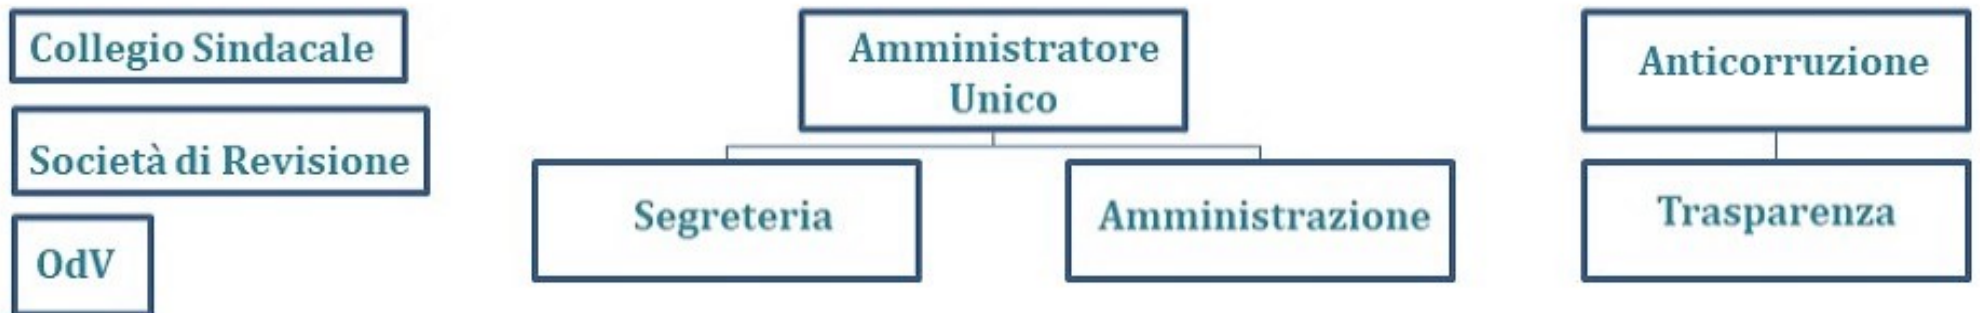 Collegio Sindacale
Società di Revisione
OdV
Amministratore
Unico
Segreteria
Amministrazione
Anticorruzione
Trasparenza